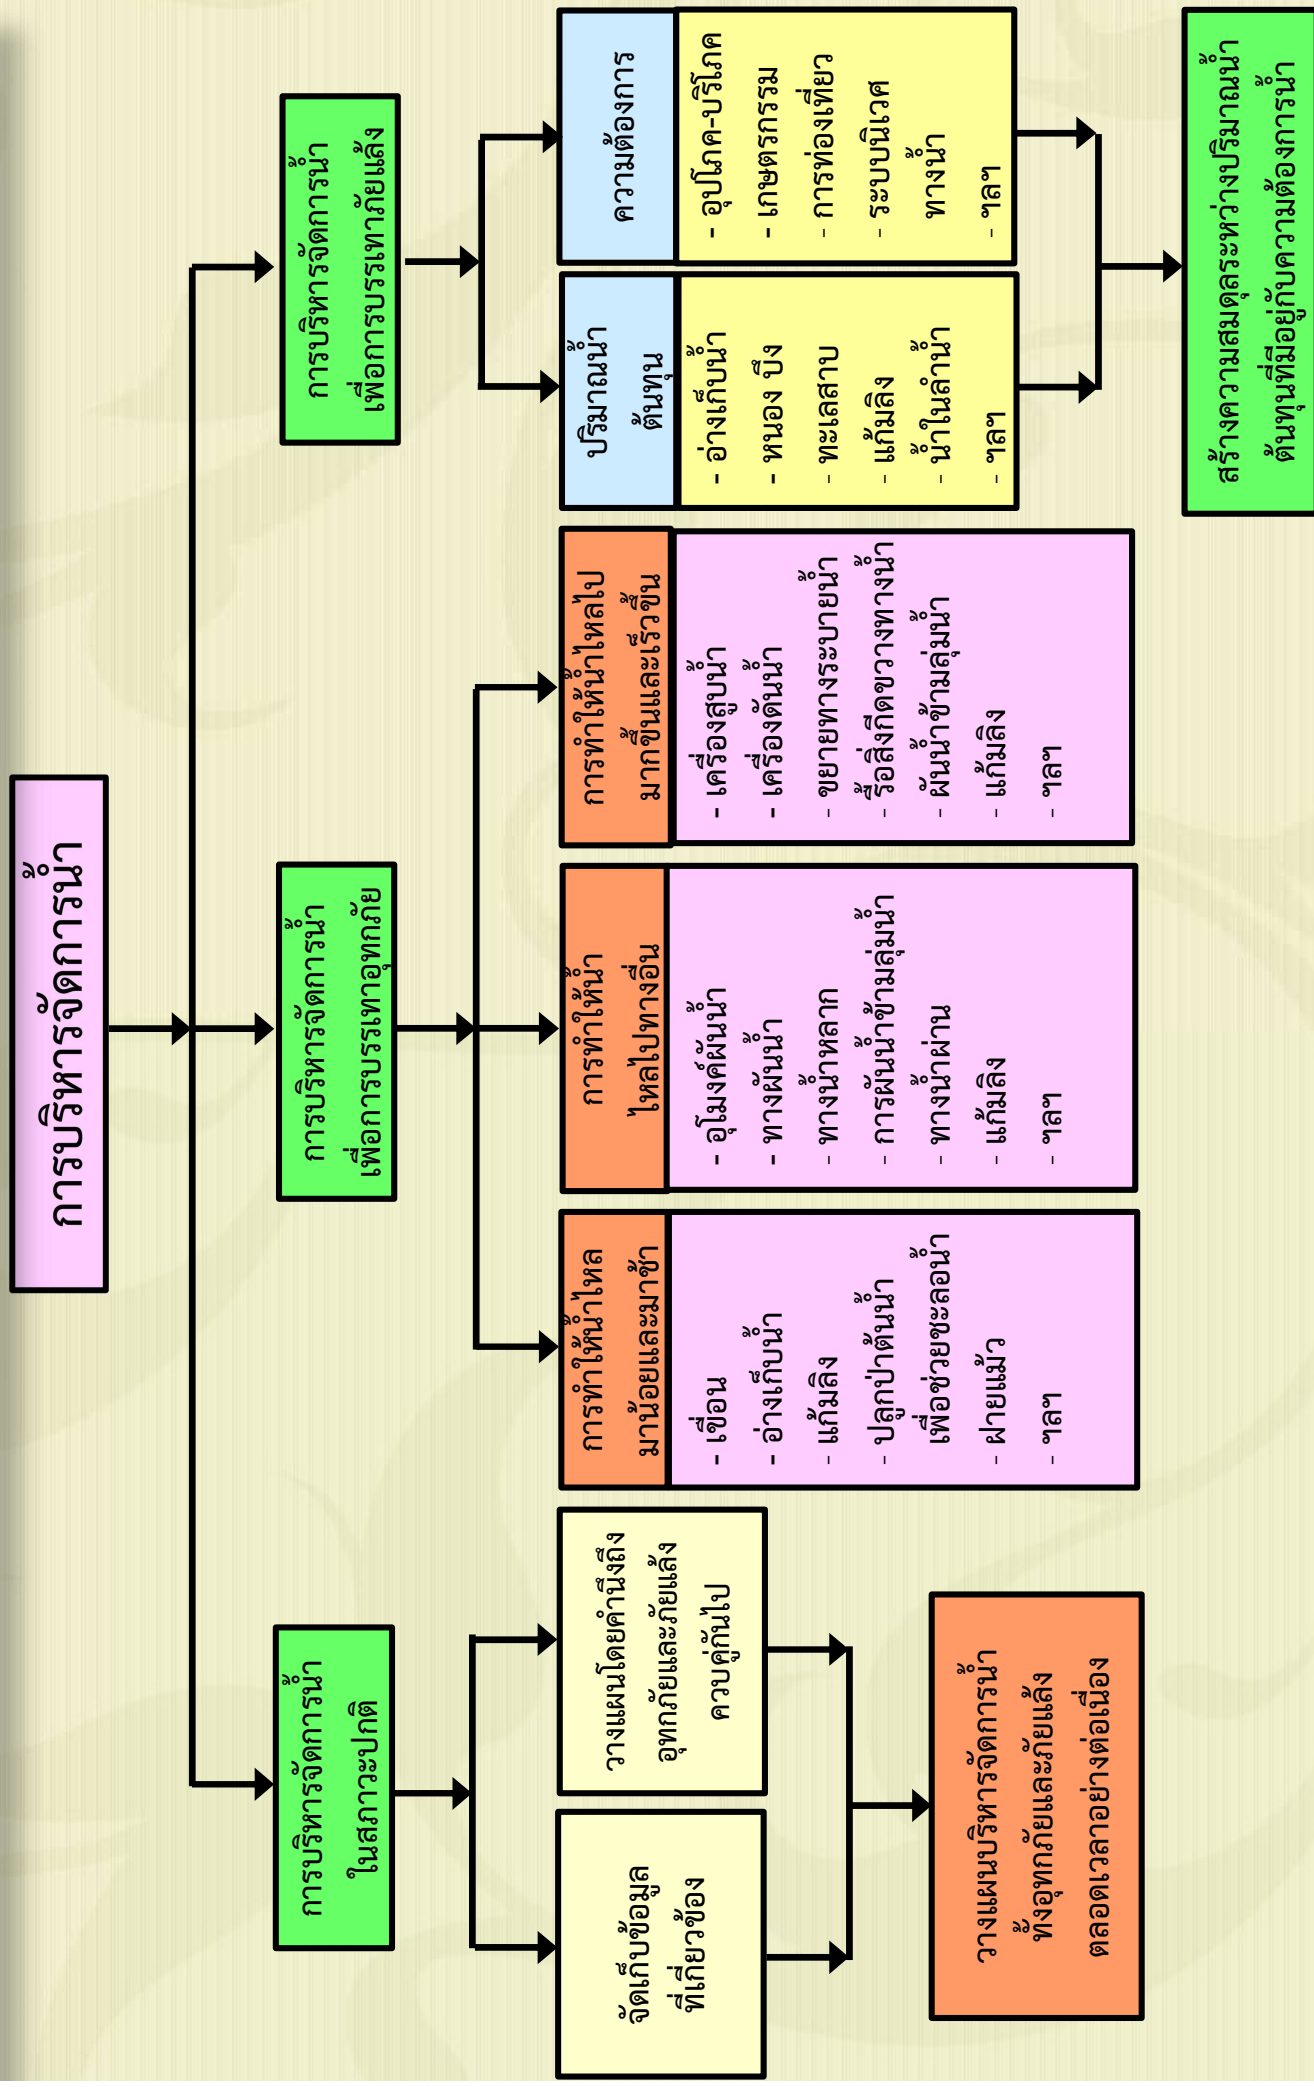 การบริหารจัดการน้ำ
การบริหารจัดการน้ำ
ในสภาวะปกติ
การบริหารจัดการน้ำ
เพื่อการบรรเทาอุทกภัย
การบริหารจัดการน้ำ
เพื่อการบรรเทาภัยแล้ง
จัดเก็บข้อมูล
ที่เกี่ยวข้อง
วางแผนโดยคำนึงถึง
อุทกภัยและภัยแล้ง
ควบคู่กันไป
วางแผนบริหารจัดการน้ำ
ทั้งอุทกภัยและภัยแล้ง
ตลอดเวลาอย่างต่อเนื่อง
การทำให้น้ำไหล
มาน้อยและมาช้า
- เขื่อน
- อ่างเก็บน้ำ
- แก้มลิง
- ปลูกป่าต้นน้ำ
เพื่อช่วยชะลอน้ำ
- ฝายแม้ว
- ฯลฯ
การทำให้น้ำ
ไหลไปทางอื่น
- อุโมงค์ผันน้ำ
- ทางผันน้ำ
- ทางน้ำหลาก
- การผันน้ำข้ามลุ่มน้ำ
- ทางน้ำผ่าน
- แก้มลิง
- ฯลฯ
การทำให้น้ำไหลไป
มากขึ้นและเร็วขึ้น
- เครื่องสูบน้ำ
- เครื่องดันน้ำ
- ขยายทางระบายน้ำ
- รื้อสิ่งกีดขวางทางน้ำ
- ผันน้ำข้ามลุ่มน้ำ
- แก้มลิง
- ฯลฯ
ปริมาณน้ำ
ต้นทุน
- อ่างเก็บน้ำ
- หนอง บึง
- ทะเลสาบ
- แก้มลิง
- น้ำในลำน้ำ
- ฯลฯ
ความต้องการ
- อุปโภค-บริโภค
- เกษตรกรรม
- การท่องเที่ยว
- ระบบนิเวศ
ทางน้ำ
- ฯลฯ
สร้างความสมดุลระหว่างปริมาณน้ำ
ต้นทุนที่มีอยู่กับความต้องการน้ำ